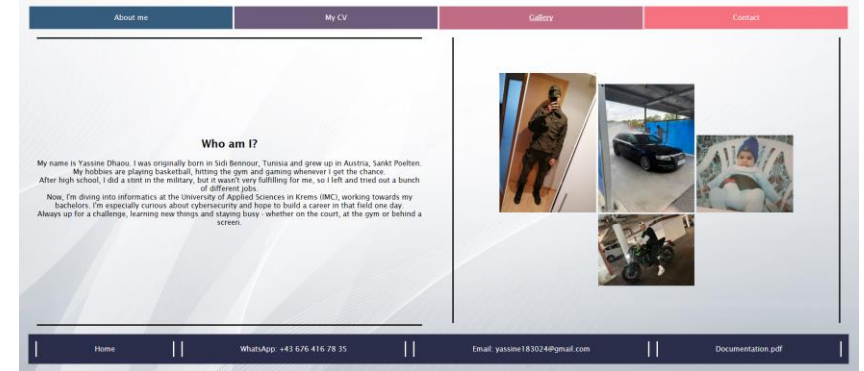 About me
My CV
Gallery
Contact
Who am I?
My name is Yassine Dhaou. I was originally born in Sidi Bennour, Tunisia and grew up in Austria, Sankt Poelten.
My hobbies are playing basketball, hitting the gym and gaming whenever I get the chance.
After high school, I did a stint in the military, but it wasn't very fulfilling for me, so I left and tried out a bunch
of different jobs.
Now, I'm diving into informatics at the University of Applied Sciences in Krems (IMC), working towards my
bachelors. I'm especially curious about cybersecurity and hope to build a career in that field one day.
Always up for a challenge, learning new things and staying busy - whether on the court, at the gym or behind a
screen.
Home
WhatsApp: +43 676 416 78 35
Email: yassine183024@gmail.com
Documentation.pdf